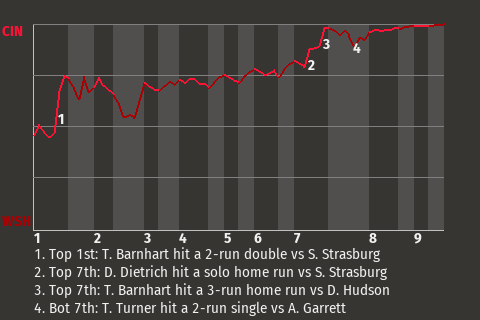 CIN
1
2
3
4
WSH
1 2 3 4 5 6 7 8 9
1. Top 1st: T. Barnhart hit a 2-run double vs S. Strasburg
2. Top 7th: D. Dietrich hit a solo home run vs S. Strasburg
3. Top 7th: T. Barnhart hit a 3-run home run vs D. Hudson
4. Bot 7th: T. Turner hit a 2-run single vs A. Garrett